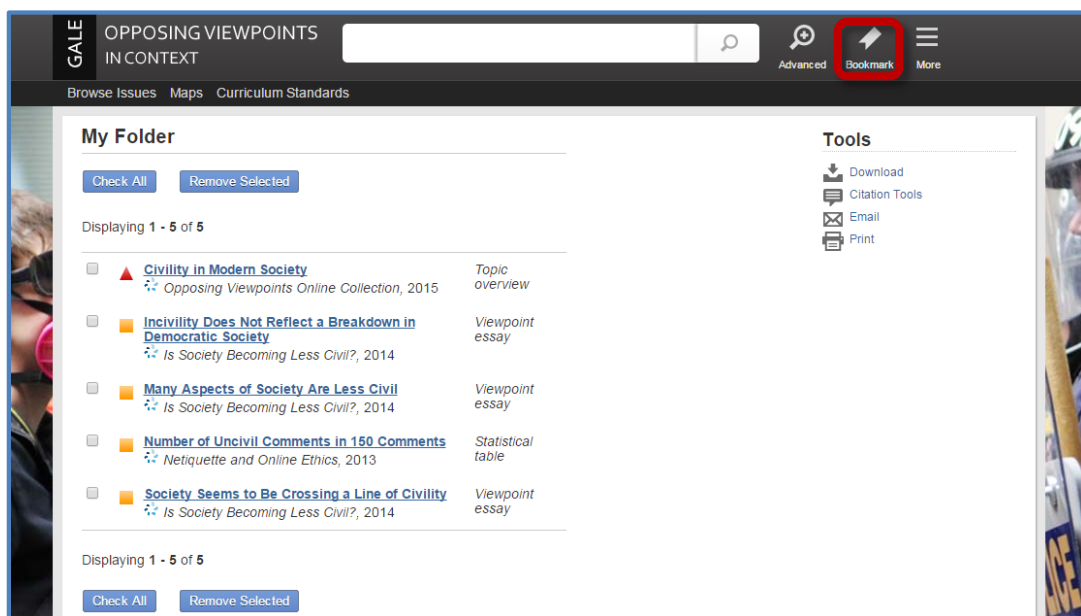 GALE
OPPOSING VIEWPOINTS
IN CONTEXT
Advanced
Bookmark
More
Browse Issues Maps Curriculum Standards
My Folder
Check All Remove Selected
Displaying 1 - 5 of 5
Civility in Modern Society
Opposing Viewpoints Online Collection, 2015
Topic
overview
Incivility Does Not Reflect a Breakdown in
Democratic Society
Is Society Becoming Less Civil?, 2014
Viewpoint
essay
Many Aspects of Society Are Less Civil
Is Society Becoming Less Civil?, 2014
Viewpoint
essay
Number of Uncivil Comments in 150 Comments
Netiquette and Online Ethics, 2013
Statistical
table
Society Seems to Be Crossing a Line of Civility
Is Society Becoming Less Civil?, 2014
Viewpoint
essay
Displaying 1 - 5 of 5
Check All Remove Selected
Tools
Download
Citation Tools
Email
Print